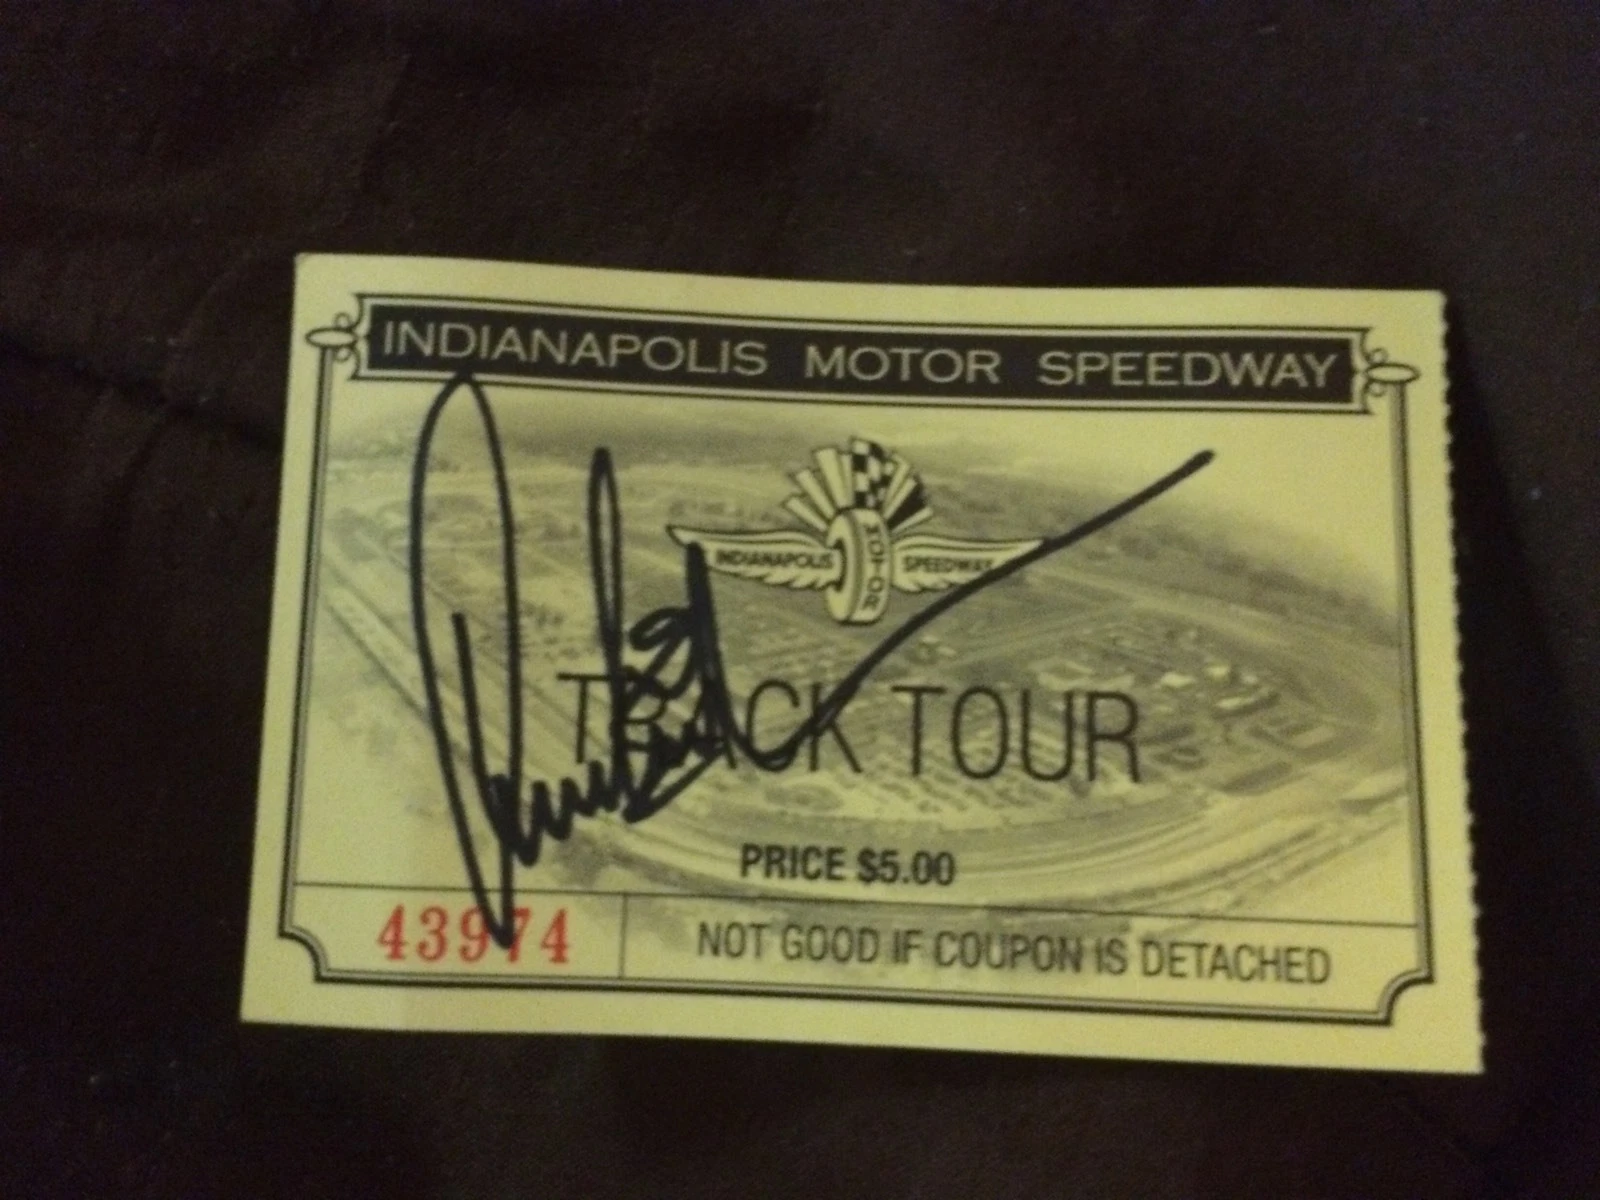 INDIANAPOLIS MOTOR SPEEDWAY
INDIANAPOLIS MOTOR SPEEDWAY
TRACK TOUR
PRICE $5.00
43974
NOT GOOD IF COUPON IS DETACHED